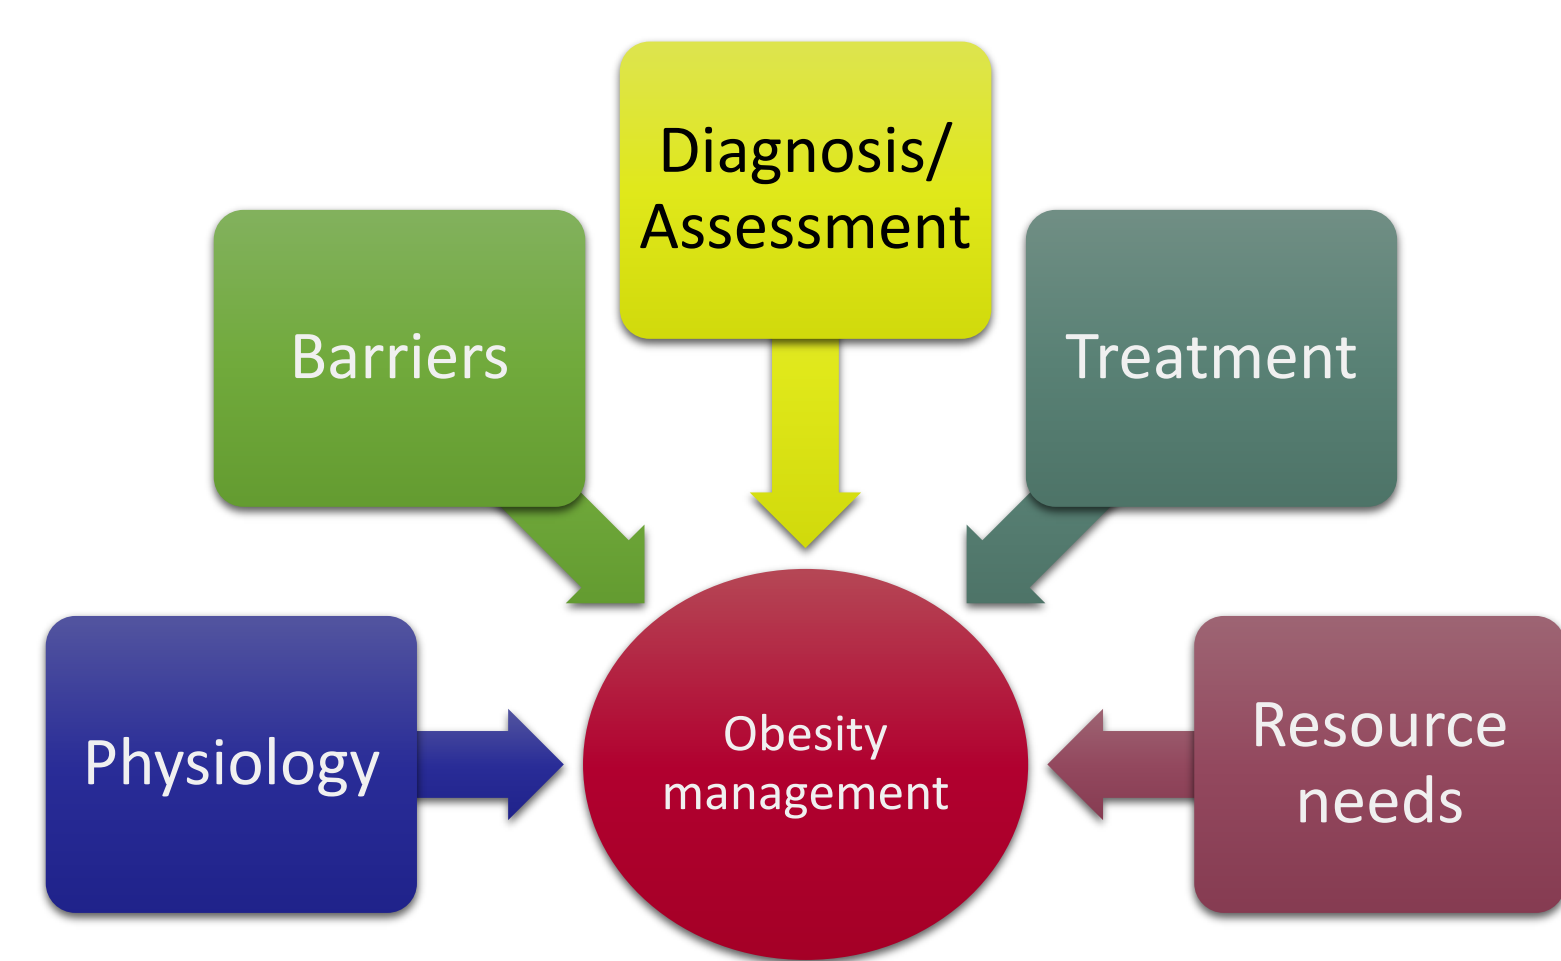 Diagnosis/
Assessment
Barriers
Treatment
Physiology
Obesity
management
Resource
needs